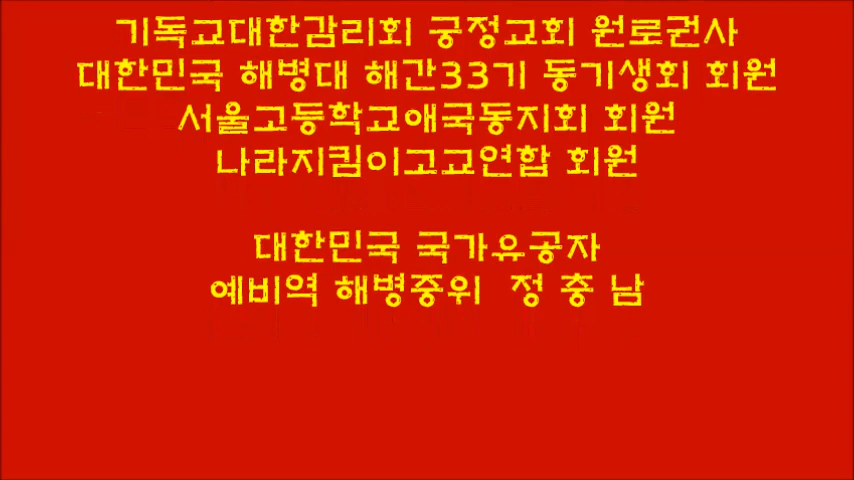 기독교대한감리회 궁정교회 원로권사
대한민국 해병대 해간33기 동기생회 회원
서울고등학교애국동지회 회원
나라지킴이고교연합 회원
대한민국 국가유공자
예비역 해병중위 정 충 남